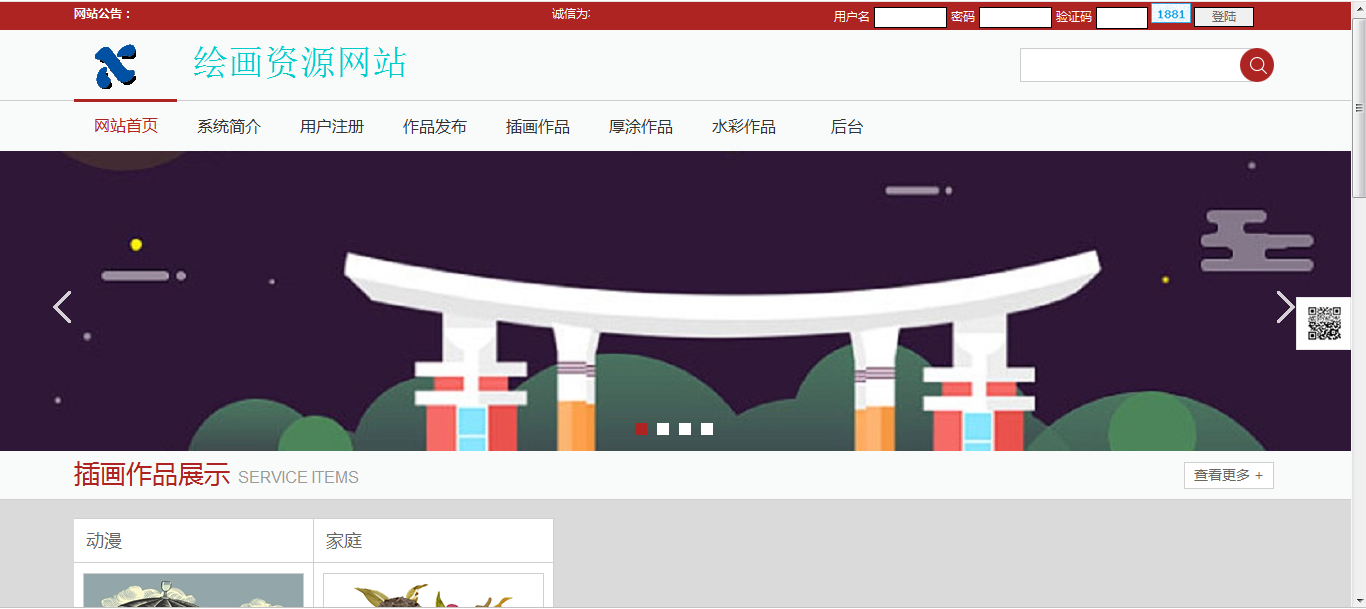 网站公告： 诚信为: 用户名 密码 验证码 1881 登陆
绘画资源网站
网站首页 系统简介 用户注册 作品发布 插画作品 厚涂作品 水彩作品 后台
插画作品展示 SERVICE ITEMS 查看更多 +
动漫 家庭